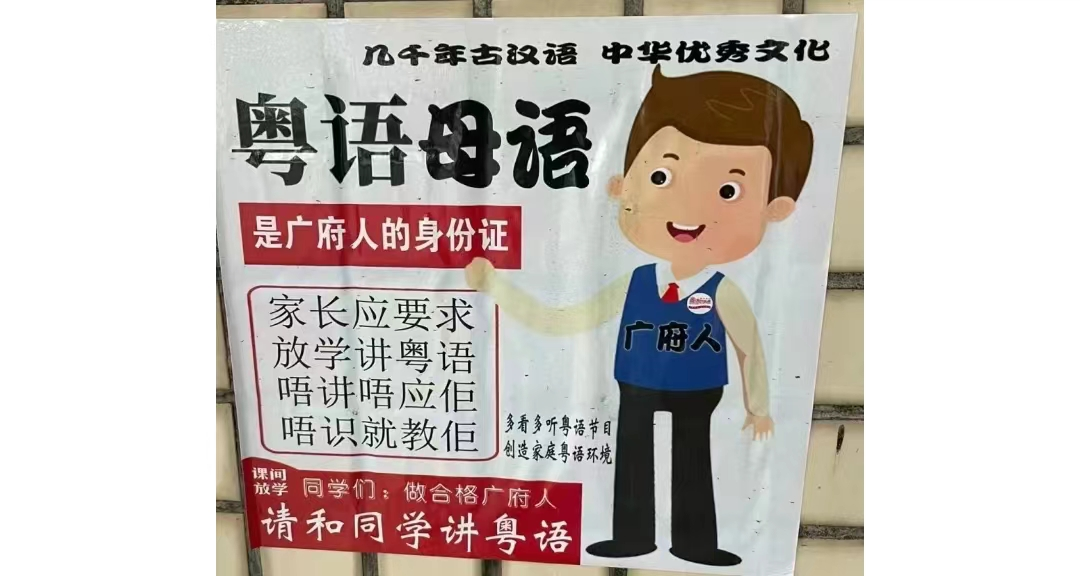 几千年古汉语 中华优秀文化
粤语母语
是广府人的身份证
家长应要求
放学讲粤语
唔讲唔应佢
唔识就教佢
广府人
多看多听粤语节目
创造家庭粤语环境
课间
放学
同学们：做合格广府人
请和同学讲粤语